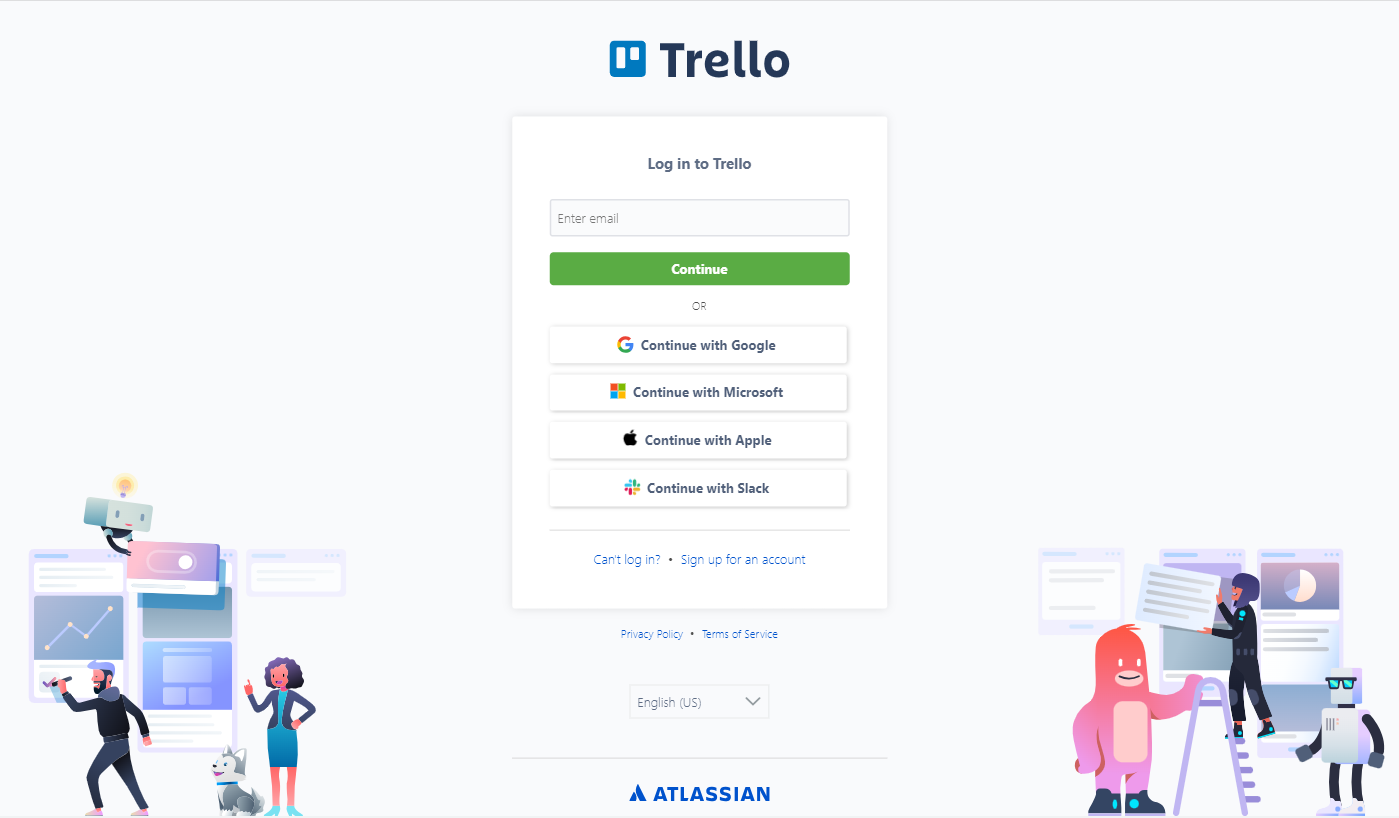 Trello
Log in to Trello
Enter email
Continue
OR
Continue with Google
Continue with Microsoft
Continue with Apple
Continue with Slack
Can't log in? • Sign up for an account
Privacy Policy • Terms of Service
English (US)
ATLASSIAN